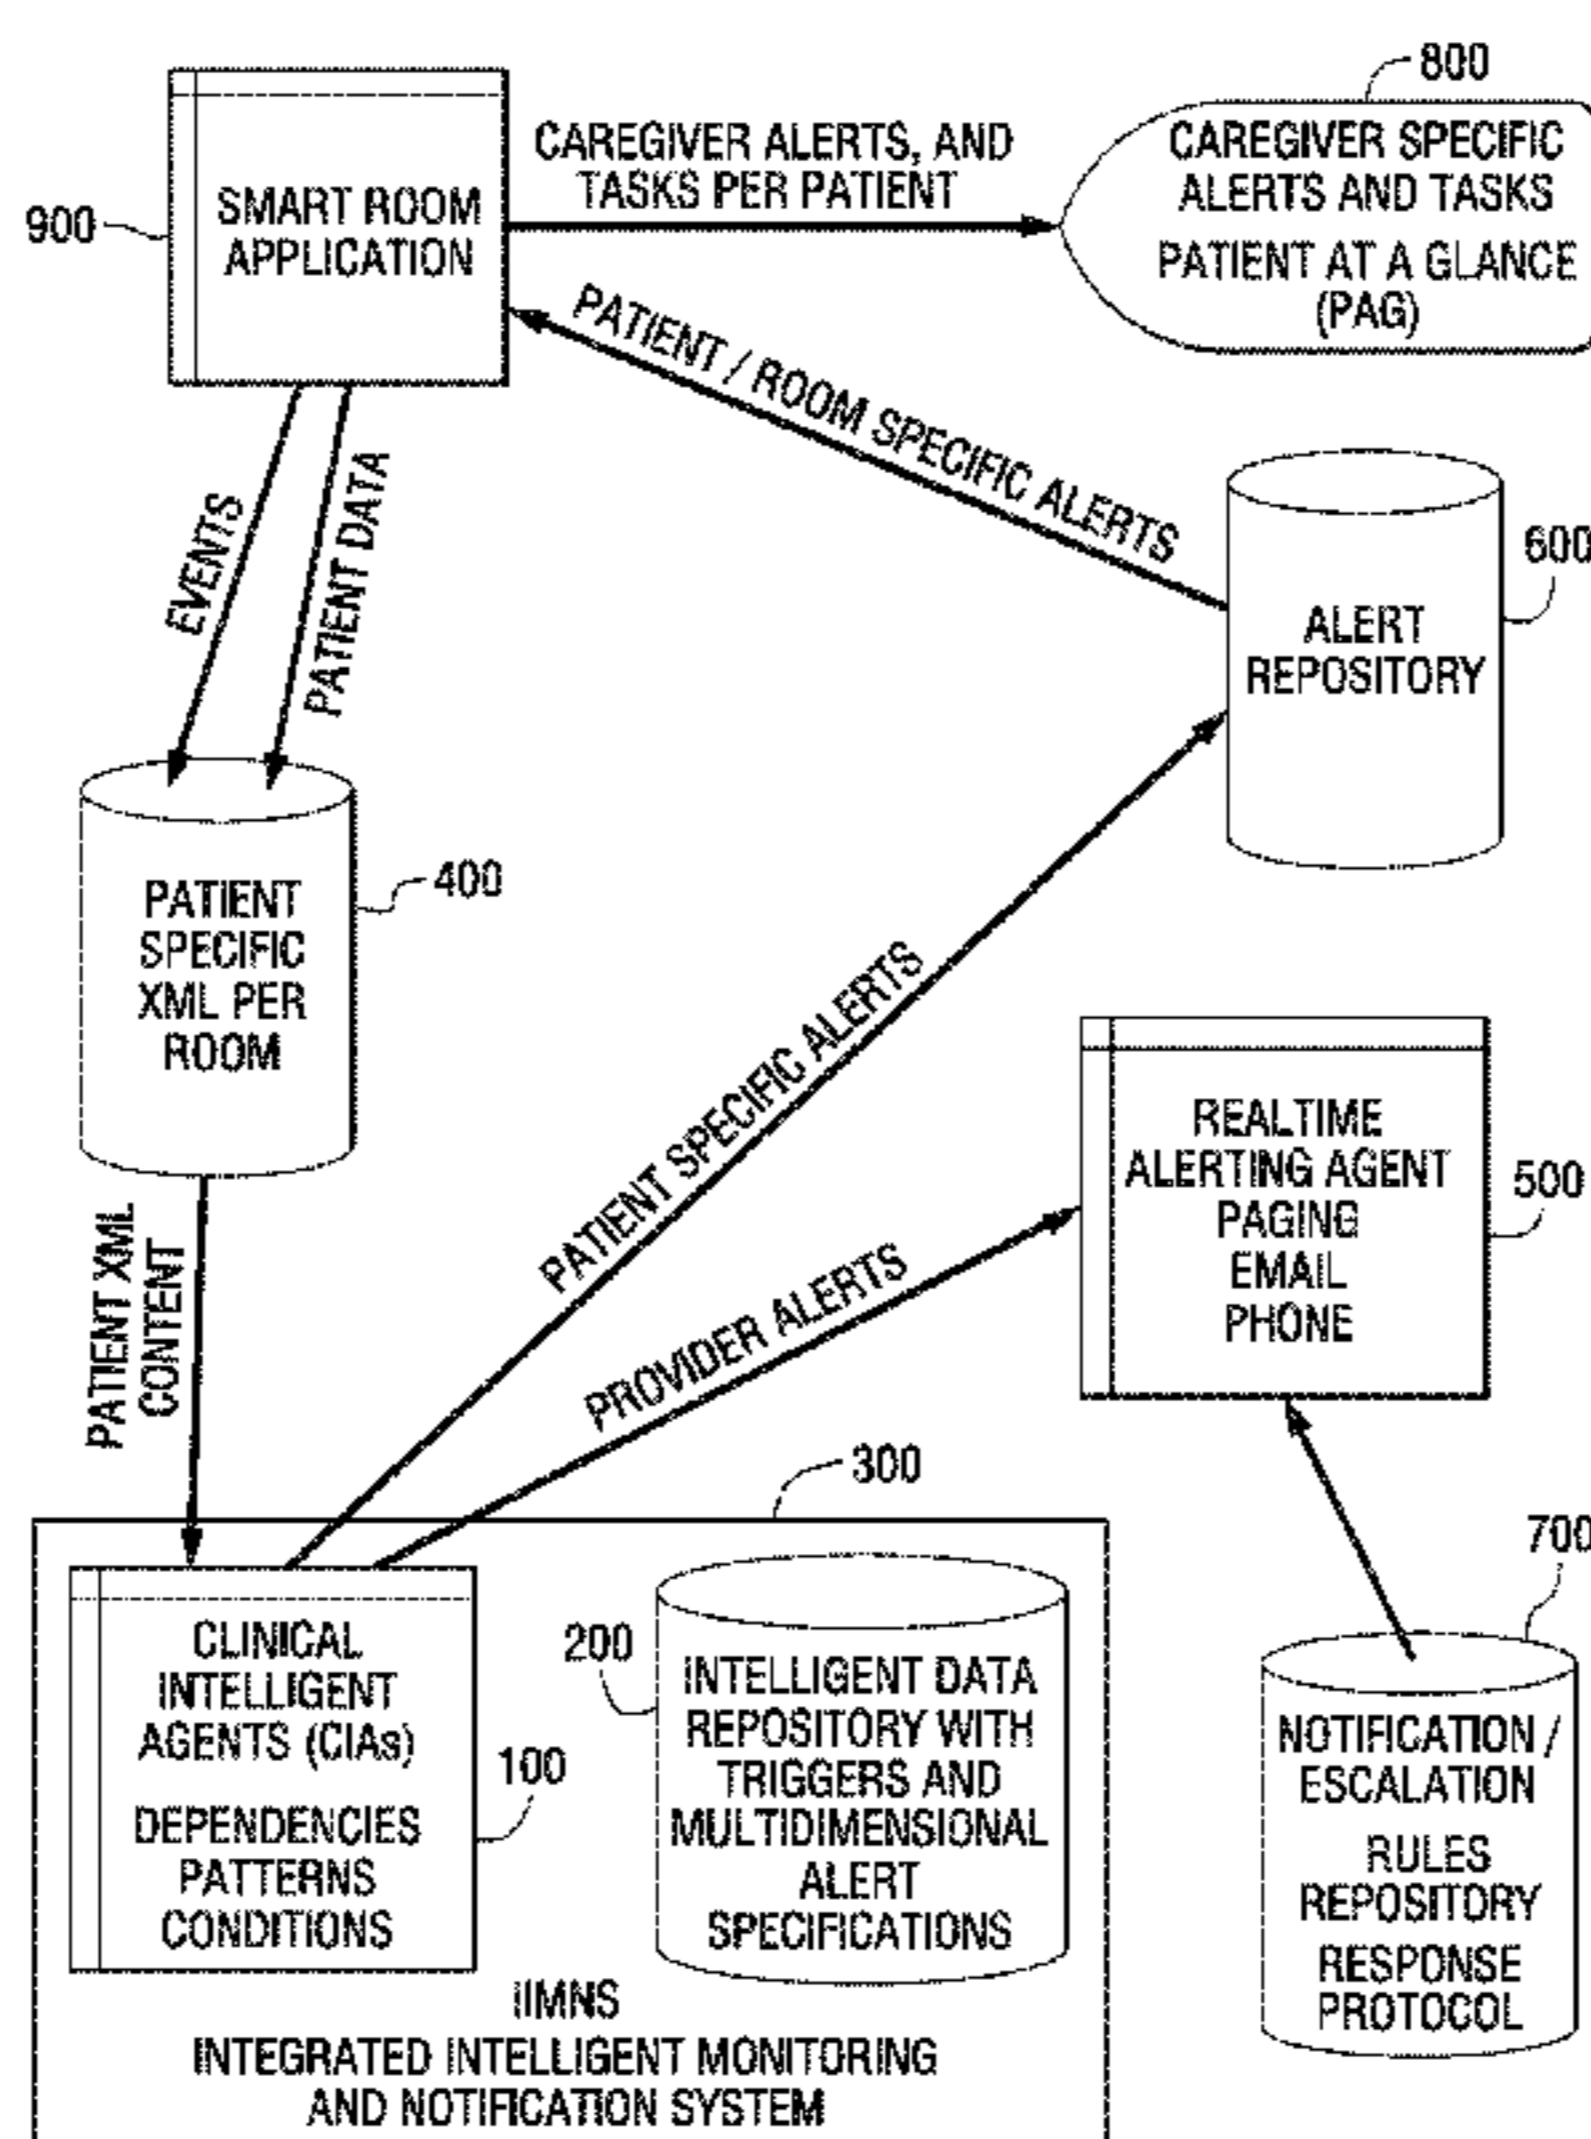 800
SMART ROOM
APPLICATION
900
CAREGIVER ALERTS, AND
TASKS PER PATIENT
CAREGIVER SPECIFIC
ALERTS AND TASKS
PATIENT AT A GLANCE
(PAG)
PATIENT / ROOM SPECIFIC ALERTS
EVENTS
PATIENT DATA
600
ALERT
REPOSITORY
400
PATIENT
SPECIFIC
XML PER
ROOM
PATIENT SPECIFIC ALERTS
REALTIME
ALERTING AGENT
PAGING
EMAIL
PHONE
500
PATIENT XML
CONTENT
PROVIDER ALERTS
300
700
CLINICAL
INTELLIGENT
AGENTS (CIAs)
DEPENDENCIES
PATTERNS
CONDITIONS
100
200
INTELLIGENT DATA
REPOSITORY WITH
TRIGGERS AND
MULTIDIMENSIONAL
ALERT
SPECIFICATIONS
NOTIFICATION /
ESCALATION
RULES
REPOSITORY
RESPONSE
PROTOCOL
IIMNS
INTEGRATED INTELLIGENT MONITORING
AND NOTIFICATION SYSTEM